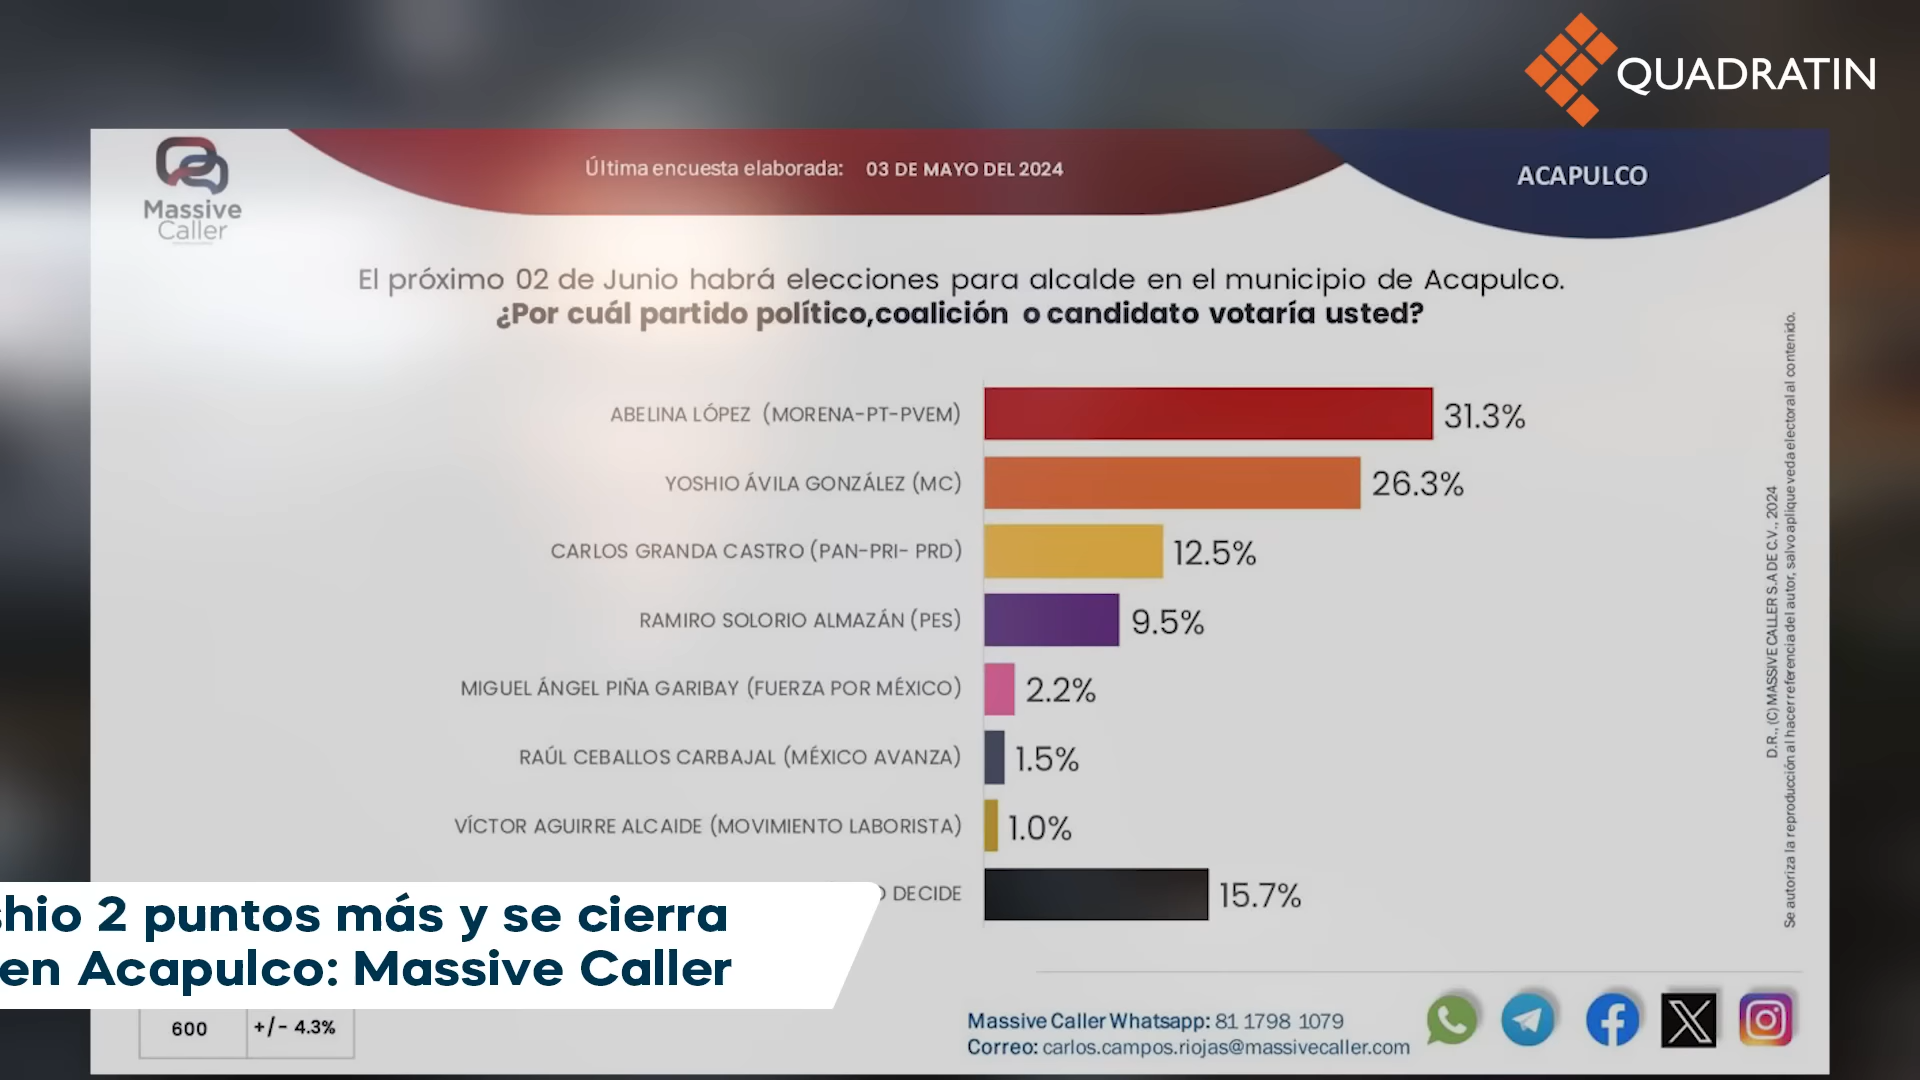 QUADRATIN
Massive
Caller
Última encuesta elaborada: 03 DE MAYO DEL 2024
ACAPULCO
El próximo 02 de Junio habrá elecciones para alcalde en el municipio de Acapulco.
¿Por cuál partido político,coalición o candidato votaría usted?
ABELINA LÓPEZ (MORENA-PT-PVEM) 31.3%
YOSHIO ÁVILA GONZÁLEZ (MC) 26.3%
CARLOS GRANDA CASTRO (PAN-PRI- PRD) 12.5%
RAMIRO SOLORIO ALMAZÁN (PES) 9.5%
MIGUEL ÁNGEL PIÑA GARIBAY (FUERZA POR MÉXICO) 2.2%
RAÚL CEBALLOS CARBAJAL (MÉXICO AVANZA) 1.5%
VÍCTOR AGUIRRE ALCAIDE (MOVIMIENTO LABORISTA) 1.0%
DECIDE 15.7%
D.R., (C) MASSIVE CALLER S.A DE C.V., 2024
Se autoriza la reproducción al hacer referencia del autor, salvo aplique veda electoral al contenido.
hio 2 puntos más y se cierra
en Acapulco: Massive Caller
600 +/- 4.3%
Massive Caller Whatsapp: 81 1798 1079
Correo: carlos.campos.riojas@massivecaller.com